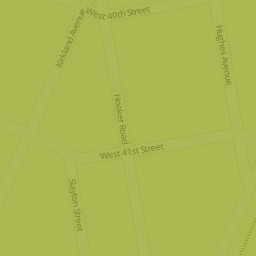 West 40th Street
Kirkland Avenue
Hughes Avenue
Hooker Road
West 41st Street
Slayton Street